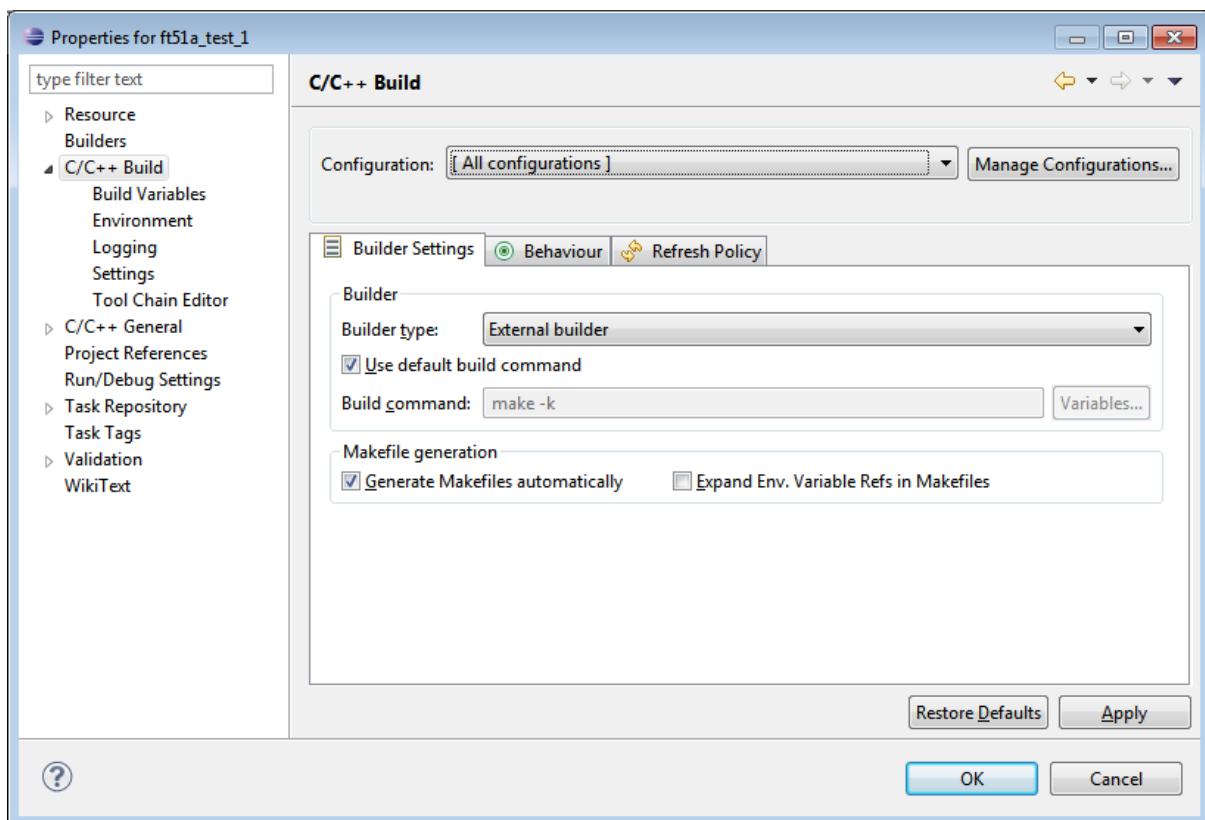 Properties for ft51a_test_1
type filter text
Resource
Builders
C/C++ Build
Build Variables
Environment
Logging
Settings
Tool Chain Editor
C/C++ General
Project References
Run/Debug Settings
Task Repository
Task Tags
Validation
WikiText
C/C++ Build
Configuration: [ All configurations ] Manage Configurations...
Builder Settings Behaviour Refresh Policy
Builder
Builder type: External builder
Use default build command
Build command: make -k Variables...
Makefile generation
Generate Makefiles automatically Expand Env. Variable Refs in Makefiles
Restore Defaults Apply
? OK Cancel